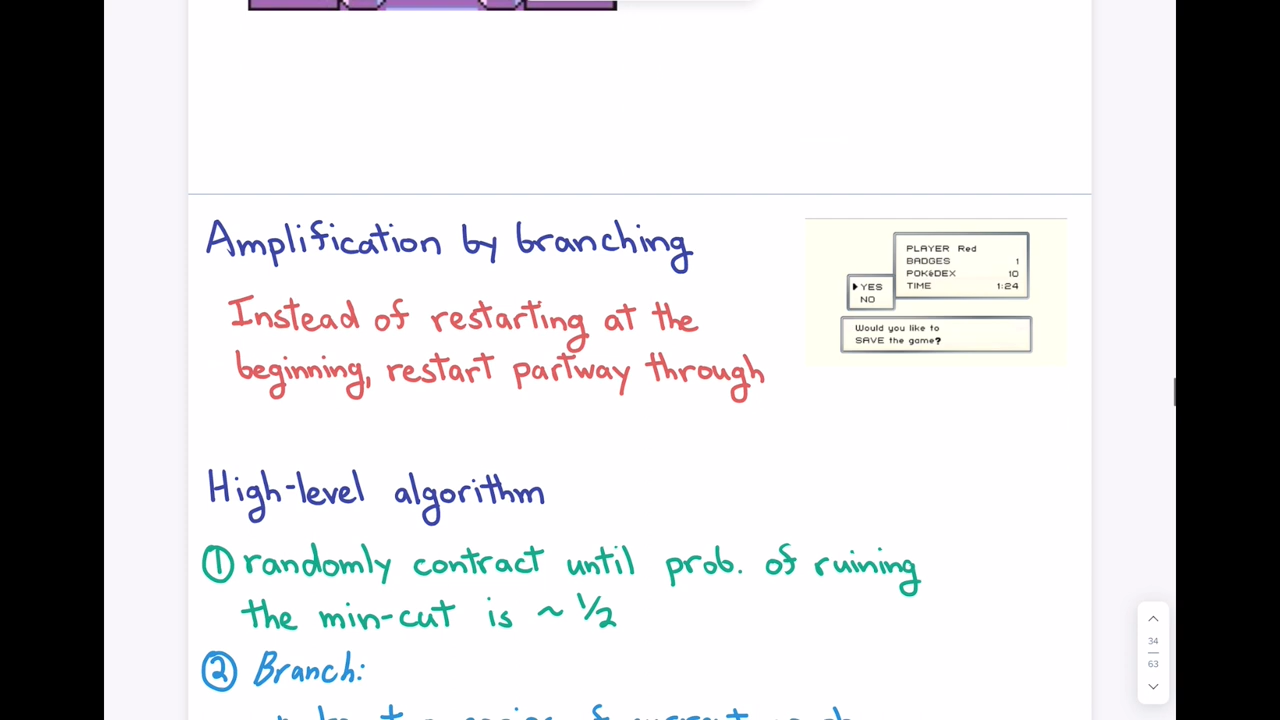 Amplification by branching
Instead of restarting at the
beginning, restart partway through
PLAYER Red
BADGES 1
POKéDEX 10
TIME 1:24
▶YES
NO
Would you like to
SAVE the game?
High-level algorithm
① randomly contract until prob. of ruining
the min-cut is ~ 1/2
② Branch:
34
63